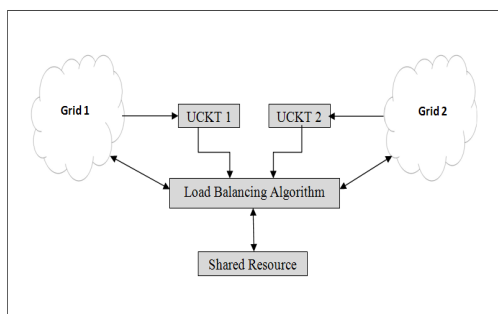 Grid 1
UCKT 1
UCKT 2
Grid 2
Load Balancing Algorithm
Shared Resource